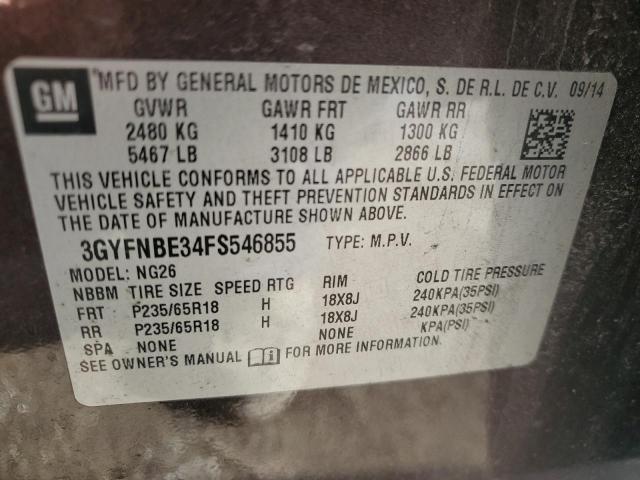 GM
MFD BY GENERAL MOTORS DE MEXICO, S. DE R.L. DE C.V. 09/14
GVWR GAWR FRT GAWR RR
2480 KG 1410 KG 1300 KG
5467 LB 3108 LB 2866 LB
THIS VEHICLE CONFORMS TO ALL APPLICABLE U.S. FEDERAL MOTOR
VEHICLE SAFETY AND THEFT PREVENTION STANDARDS IN EFFECT ON
THE DATE OF MANUFACTURE SHOWN ABOVE.
3GYFNBE34FS546855 TYPE: M.P.V.
MODEL: NG26
NBBM TIRE SIZE SPEED RTG RIM COLD TIRE PRESSURE
FRT P235/65R18 H 18X8J 240KPA(35PSI)
RR P235/65R18 H 18X8J 240KPA(35PSI)
SPA NONE NONE KPA(PSI)
SEE OWNER'S MANUAL FOR MORE INFORMATION.